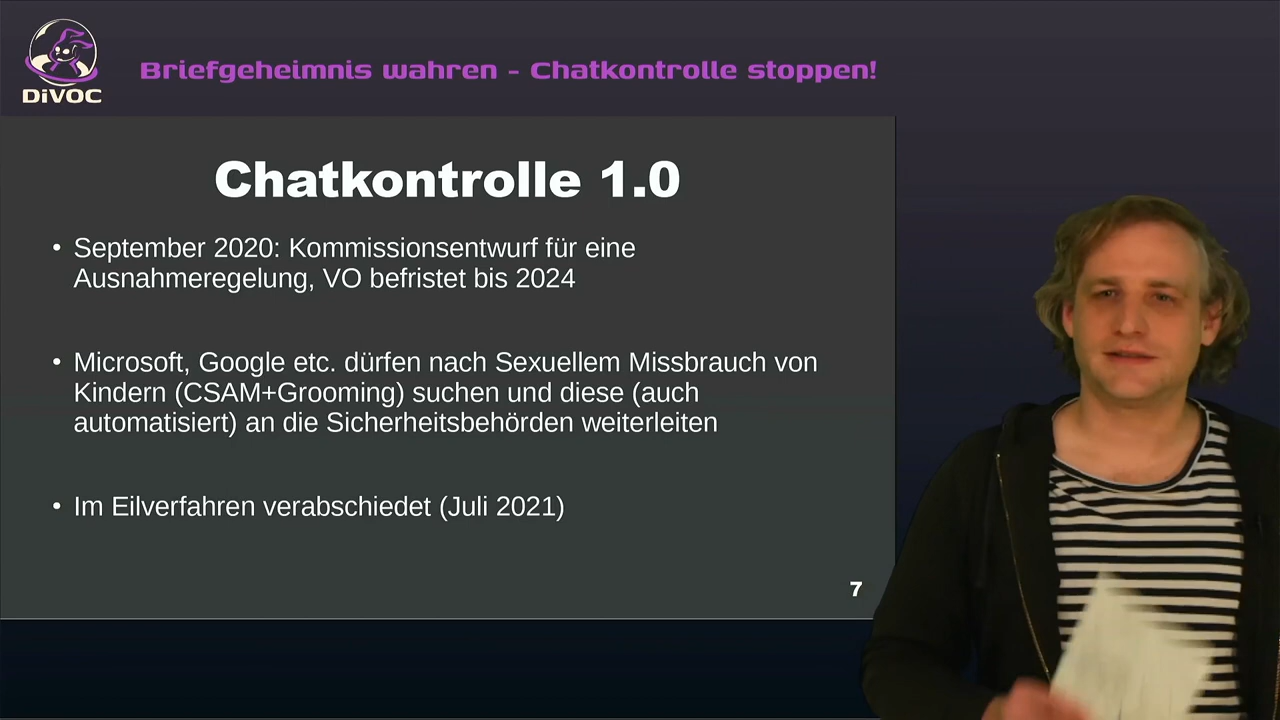 DiVOC
Briefgeheimnis wahren - Chatkontrolle stoppen!
Chatkontrolle 1.0
• September 2020: Kommissionsentwurf für eine
Ausnahmeregelung, VO befristet bis 2024
• Microsoft, Google etc. dürfen nach Sexuellem Missbrauch von
Kindern (CSAM+Grooming) suchen und diese (auch
automatisiert) an die Sicherheitsbehörden weiterleiten
• Im Eilverfahren verabschiedet (Juli 2021)
7